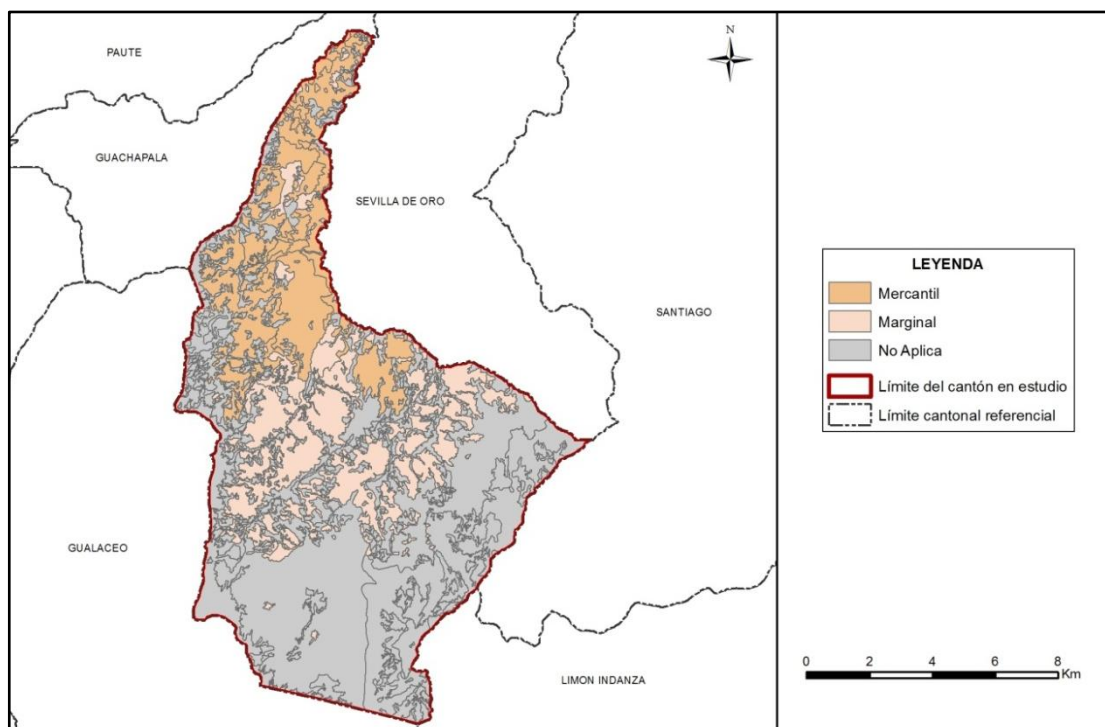 PAUTE
N
GUACHAPALA
SEVILLA DE ORO
SANTIAGO
GUALACEO
LIMON INDANZA
LEYENDA
Mercantil
Marginal
No Aplica
Límite del cantón en estudio
Límite cantonal referencial
0 2 4 6 8
Km